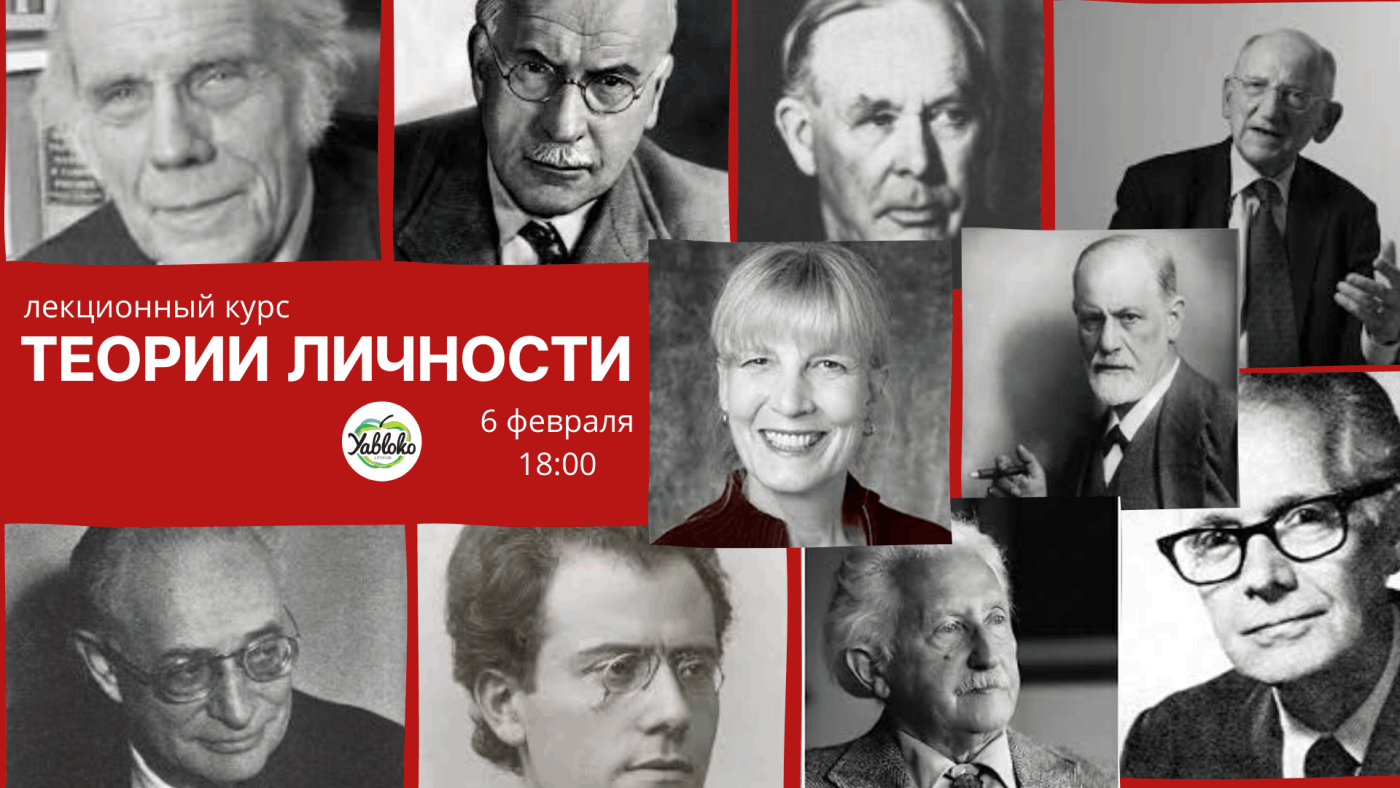 лекционный курс
ТЕОРИИ ЛИЧНОСТИ
Yabloko
6 февраля
18:00